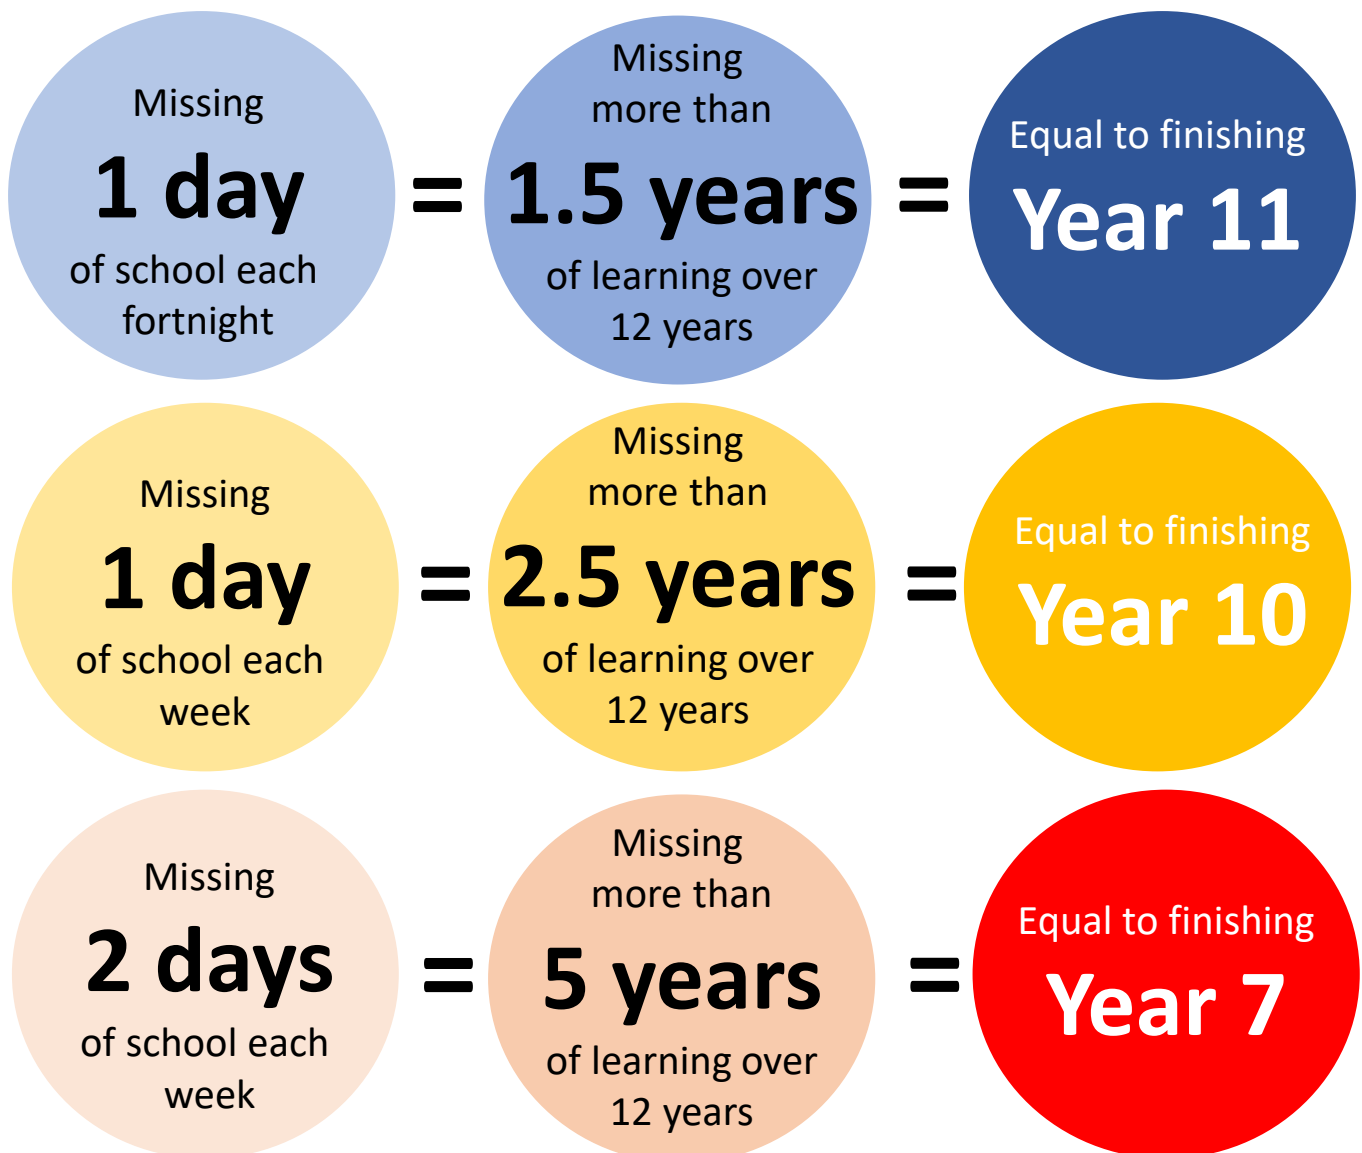 Missing
1 day
of school each
fortnight
=
Missing
more than
1.5 years
of learning over
12 years
=
Equal to finishing
Year 11
Missing
1 day
of school each
week
=
Missing
more than
2.5 years
of learning over
12 years
=
Equal to finishing
Year 10
Missing
2 days
of school each
week
=
Missing
more than
5 years
of learning over
12 years
=
Equal to finishing
Year 7